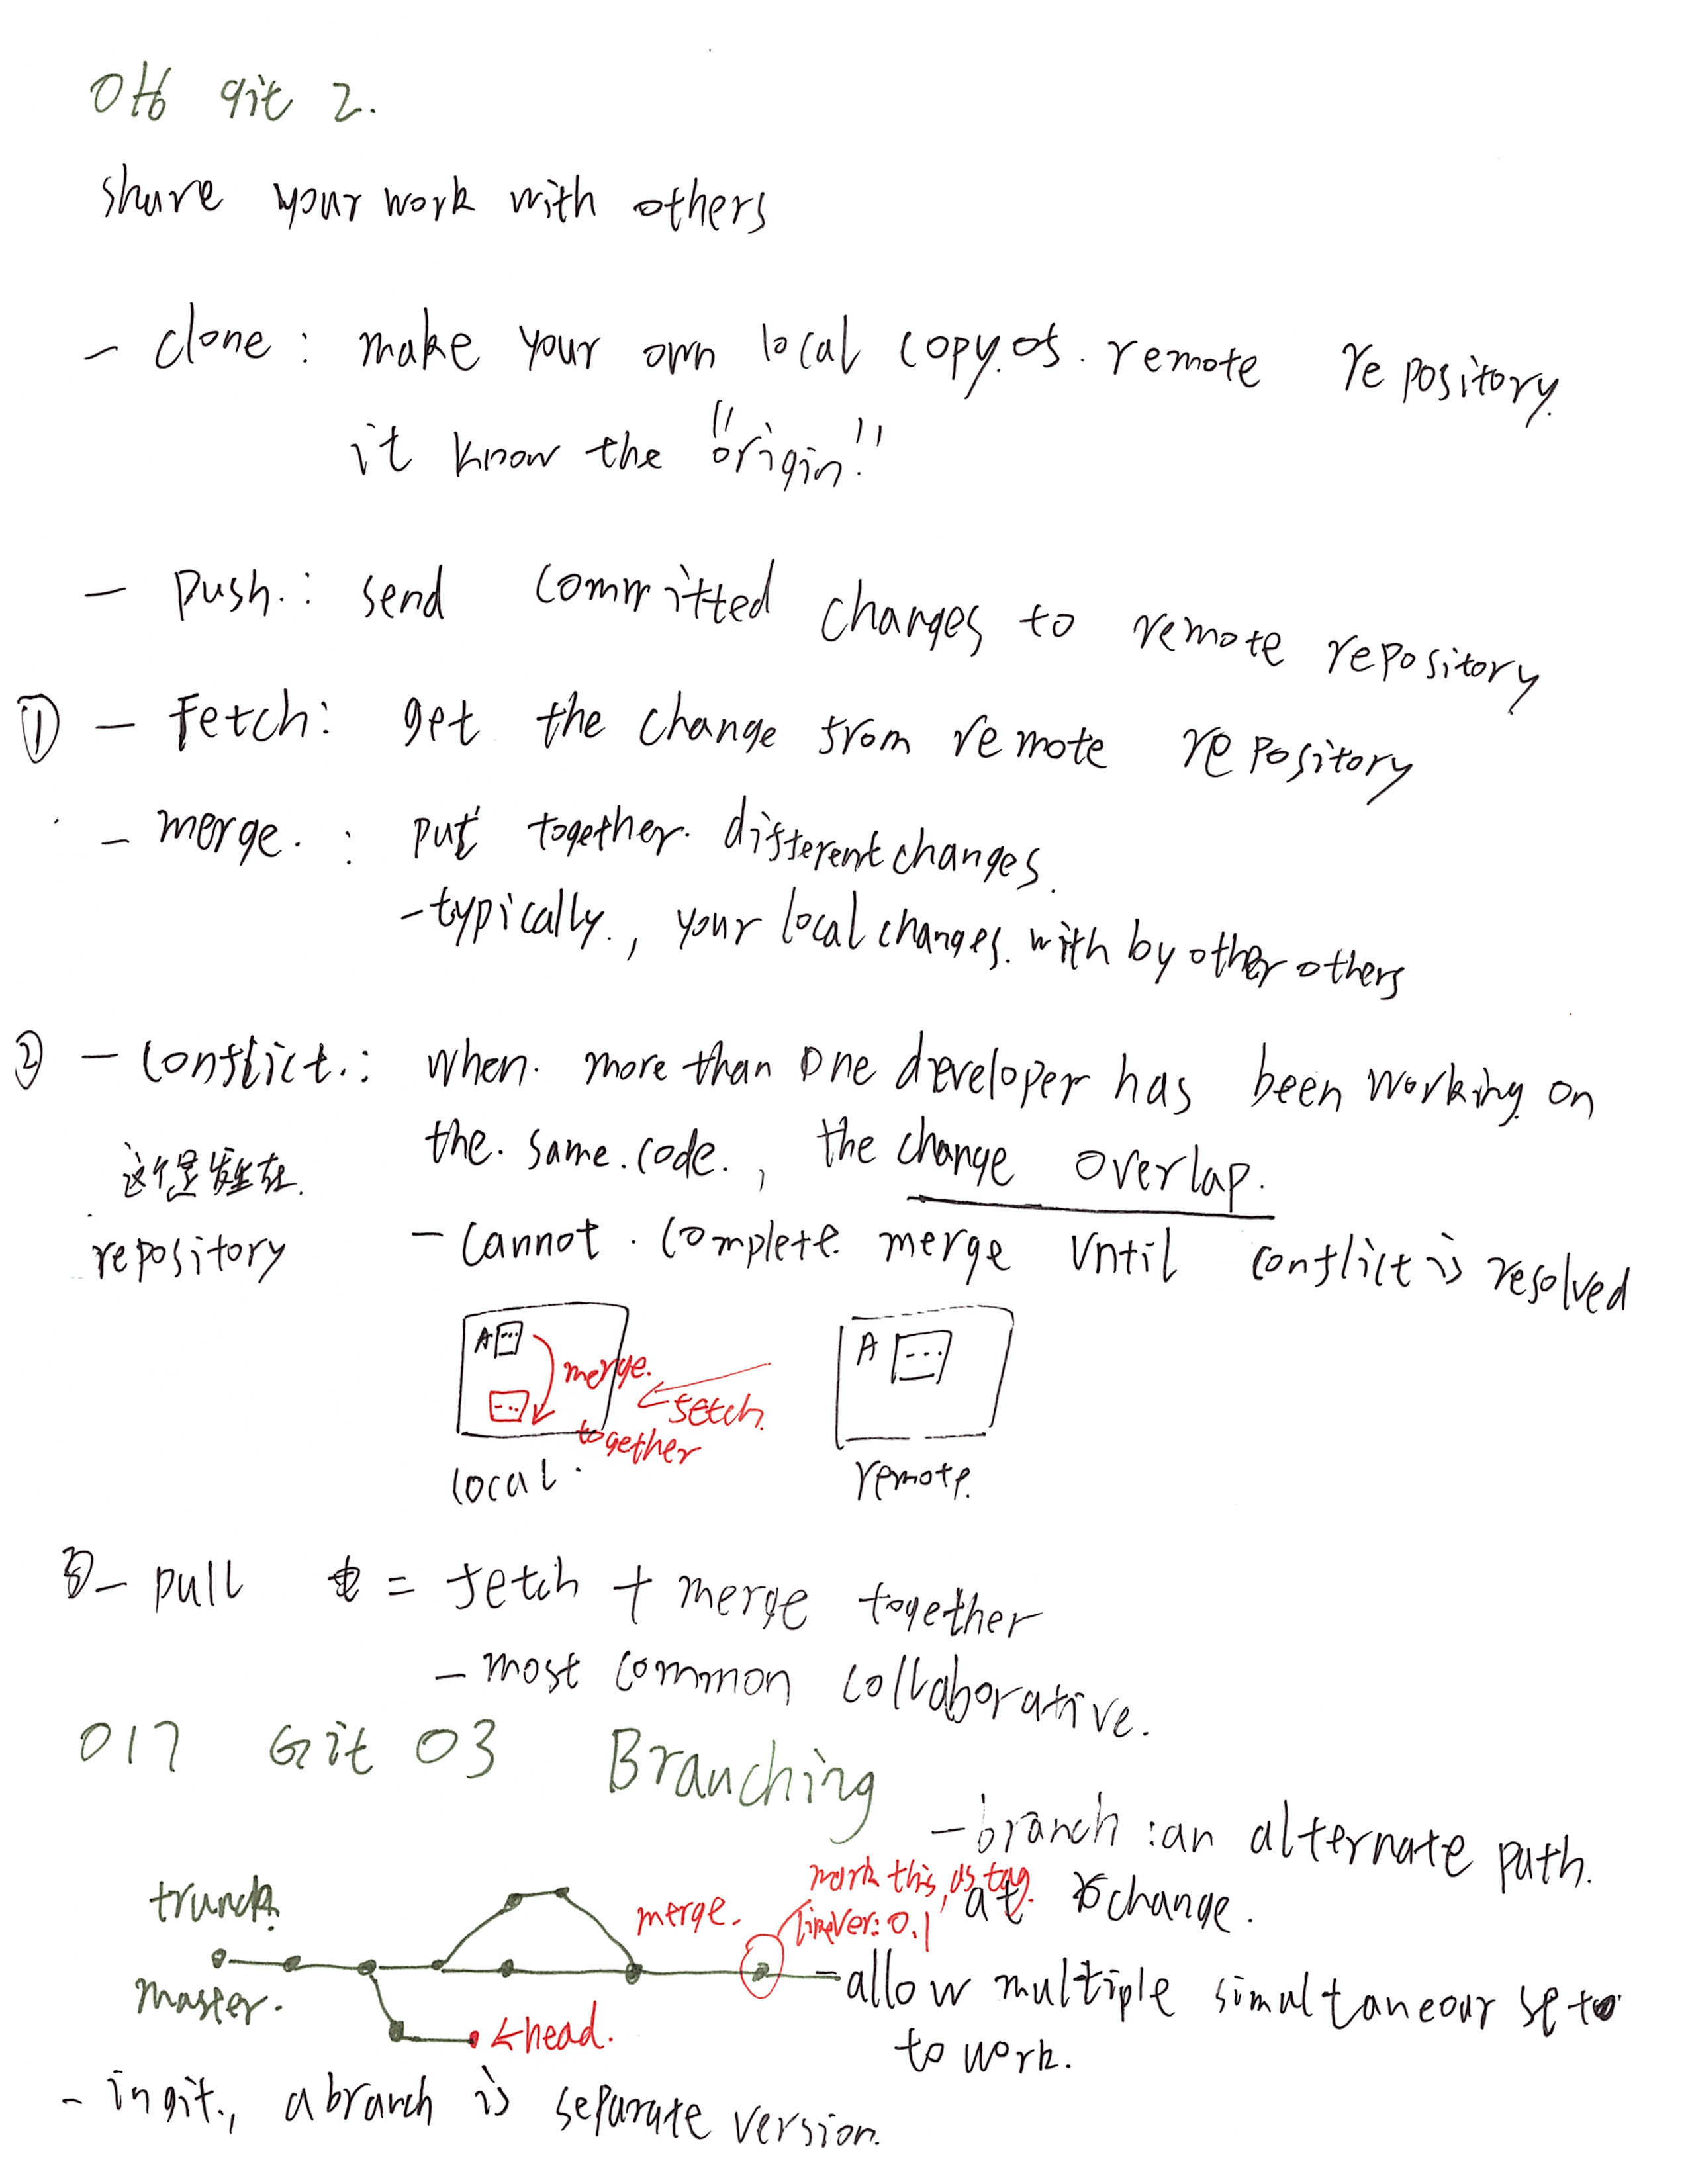 016 git 2.
share your work with others
- clone : make your own local copy of remote repository.
it know the "origin."
- push. : send committed changes to remote repository
① - Fetch: get the change from remote repository
- merge. : put together different changes.
- typically., your local changes. with by other others
② - conflict. : when. more than one developer has been working on
the. same. code. , the change overlap.
这个是发生在.
- cannot. complete. merge until conflict is resolved
repository
A
merge.
A
fetch.
together
local.
remote.
③ - pull = fetch + merge together
- most common collaborative.
017 Git 03 Branching
- branch : an alternate path.
mark this, as tag
at change.
trunck.
merge.
Ver: 0.1
master.
- allow multiple simultaneour set
← head.
to work.
- in git., a branch is separate version.